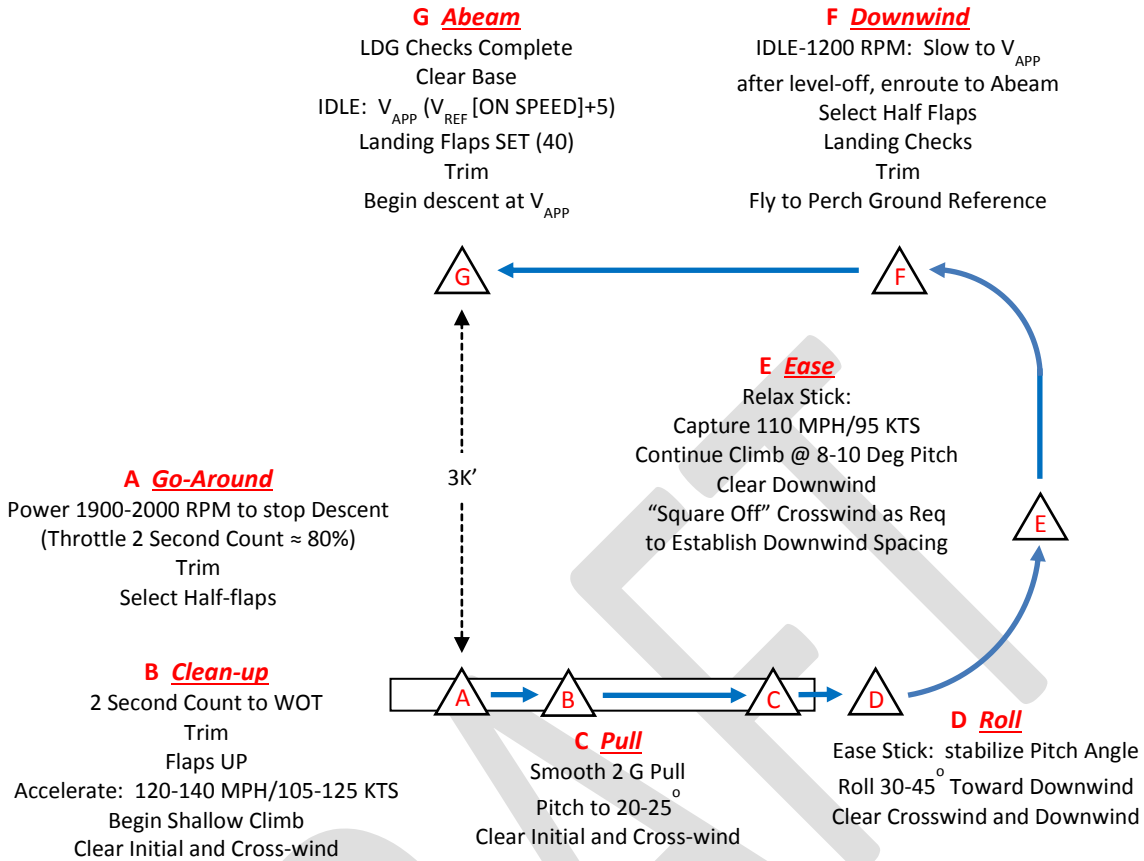 G Abeam
LDG Checks Complete
Clear Base
IDLE: VAPP (VREF [ON SPEED]+5)
Landing Flaps SET (40)
Trim
Begin descent at VAPP
F Downwind
IDLE-1200 RPM: Slow to VAPP
after level-off, enroute to Abeam
Select Half Flaps
Landing Checks
Trim
Fly to Perch Ground Reference
G
F
E Ease
Relax Stick:
Capture 110 MPH/95 KTS
Continue Climb @ 8-10 Deg Pitch
Clear Downwind
“Square Off” Crosswind as Req
to Establish Downwind Spacing
3K’
E
A Go-Around
Power 1900-2000 RPM to stop Descent
(Throttle 2 Second Count ≈ 80%)
Trim
Select Half-flaps
B Clean-up
2 Second Count to WOT
Trim
Flaps UP
Accelerate: 120-140 MPH/105-125 KTS
Begin Shallow Climb
Clear Initial and Cross-wind
A
B
C
D
C Pull
Smooth 2 G Pull
Pitch to 20-25°
Clear Initial and Cross-wind
D Roll
Ease Stick: stabilize Pitch Angle
Roll 30-45° Toward Downwind
Clear Crosswind and Downwind
DRAFT